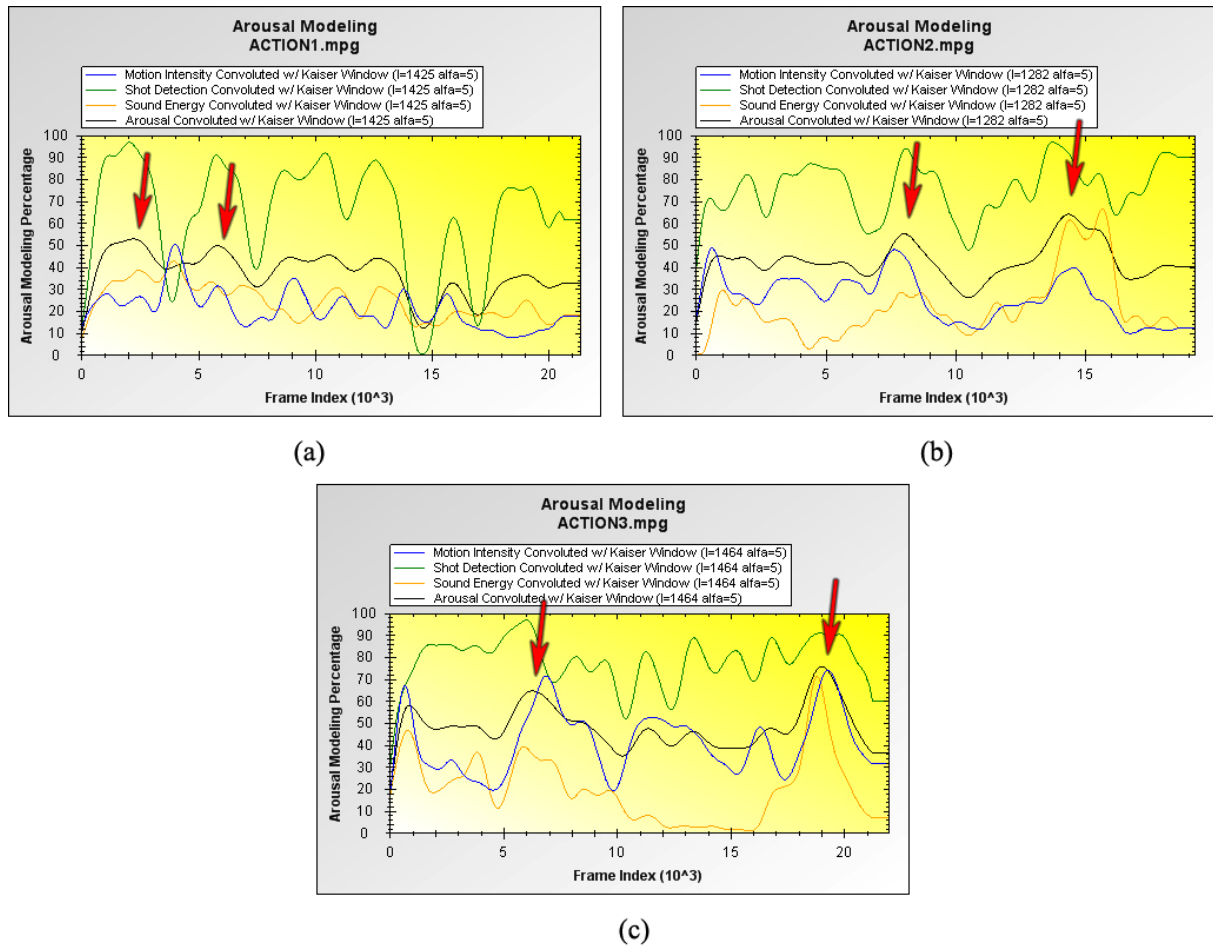 Arousal Modeling
ACTION1.mpg
Motion Intensity Convoluted w/ Kaiser Window (l=1425 alfa=5)
Shot Detection Convoluted w/ Kaiser Window (l=1425 alfa=5)
Sound Energy Convoluted w/ Kaiser Window (l=1425 alfa=5)
Arousal Convoluted w/ Kaiser Window (l=1425 alfa=5)
Arousal Modeling Percentage
100
90
80
70
60
50
40
30
20
10
0
0 5 10 15 20
Frame Index (10^3)
(a)
Arousal Modeling
ACTION2.mpg
Motion Intensity Convoluted w/ Kaiser Window (l=1282 alfa=5)
Shot Detection Convoluted w/ Kaiser Window (l=1282 alfa=5)
Sound Energy Convoluted w/ Kaiser Window (l=1282 alfa=5)
Arousal Convoluted w/ Kaiser Window (l=1282 alfa=5)
Arousal Modeling Percentage
100
90
80
70
60
50
40
30
20
10
0
0 5 10 15
Frame Index (10^3)
(b)
Arousal Modeling
ACTION3.mpg
Motion Intensity Convoluted w/ Kaiser Window (l=1464 alfa=5)
Shot Detection Convoluted w/ Kaiser Window (l=1464 alfa=5)
Sound Energy Convoluted w/ Kaiser Window (l=1464 alfa=5)
Arousal Convoluted w/ Kaiser Window (l=1464 alfa=5)
Arousal Modeling Percentage
100
90
80
70
60
50
40
30
20
10
0
0 5 10 15 20
Frame Index (10^3)
(c)